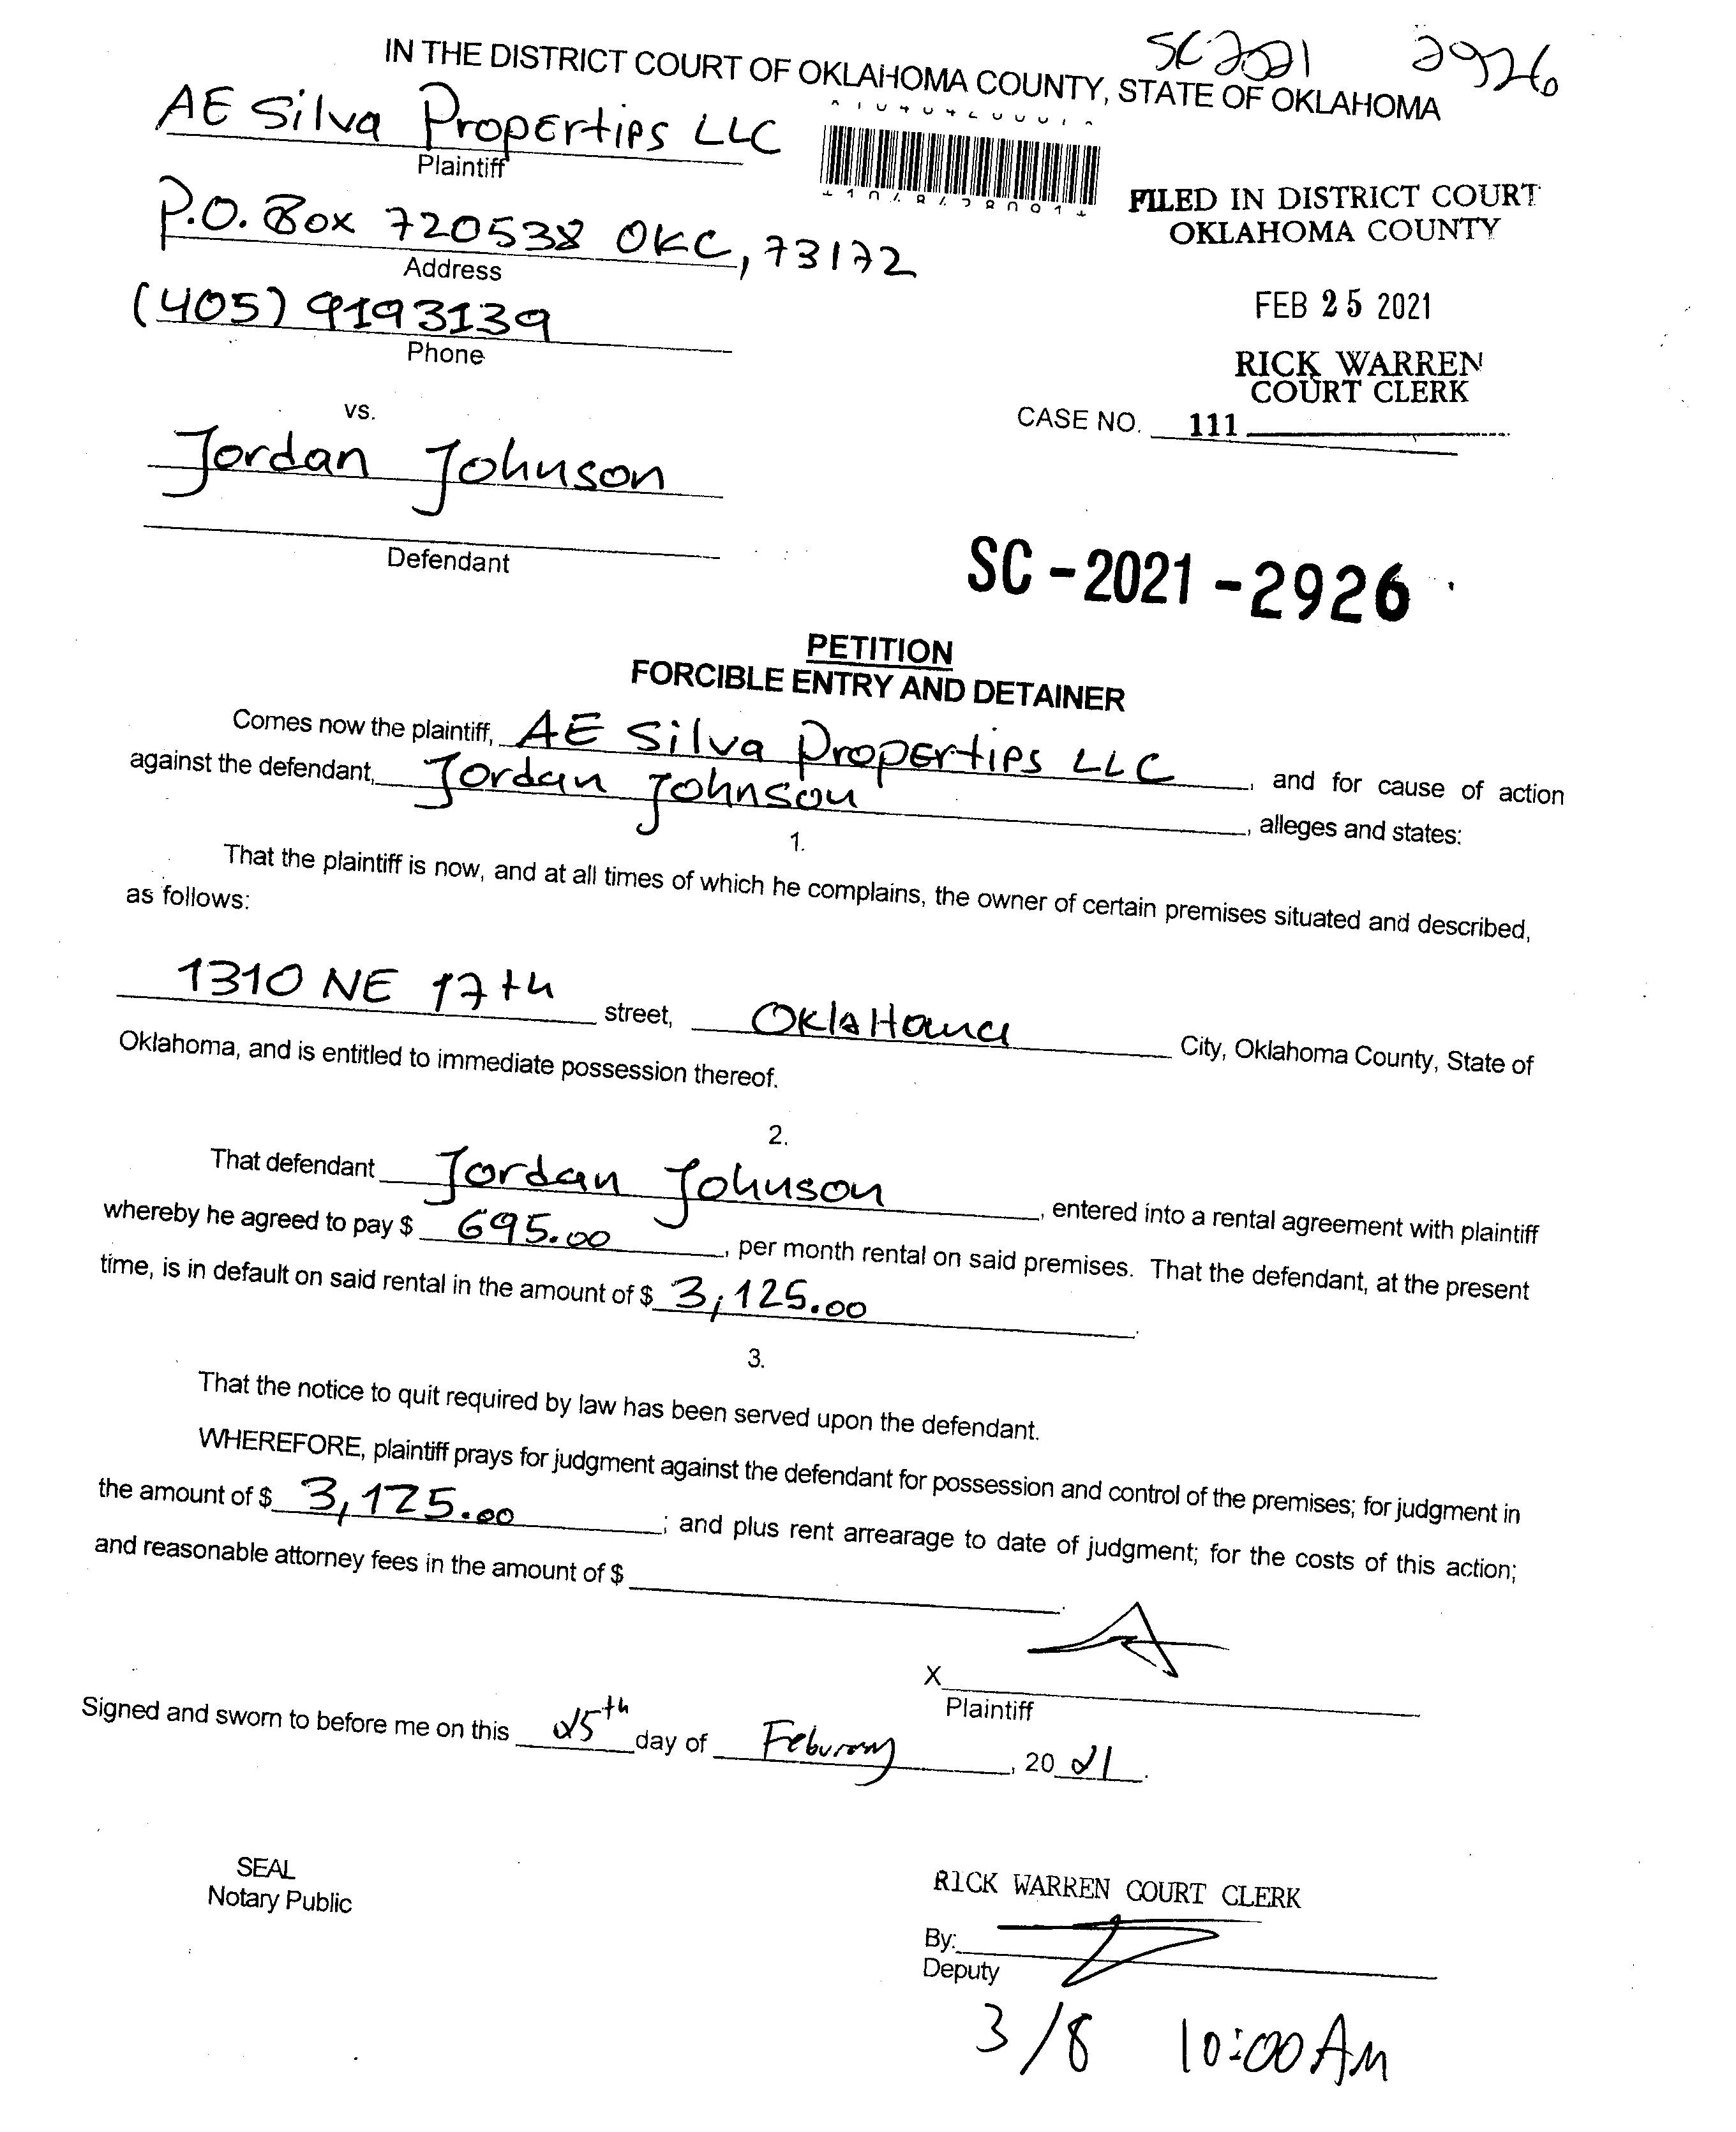 SC 2021 2926
IN THE DISTRICT COURT OF OKLAHOMA COUNTY, STATE OF OKLAHOMA
AE Silva Properties LLC
Plaintiff
P.O. Box 720538 OKC, 73172
Address
(405) 9193139
Phone
FILED IN DISTRICT COURT
OKLAHOMA COUNTY
FEB 25 2021
RICK WARREN
COURT CLERK
vs.
CASE NO. 111
Jordan Johnson
Defendant
SC-2021-2926
PETITION
FORCIBLE ENTRY AND DETAINER
Comes now the plaintiff, AE Silva Properties LLC, and for cause of action
against the defendant, Jordan Johnson, alleges and states:
1.
That the plaintiff is now, and at all times of which he complains, the owner of certain premises situated and described,
as follows:
1310 NE 17th street, OklaHoma City, Oklahoma County, State of
Oklahoma, and is entitled to immediate possession thereof.
2.
That defendant Jordan Johnson, entered into a rental agreement with plaintiff
whereby he agreed to pay $ 695.00, per month rental on said premises. That the defendant, at the present
time, is in default on said rental in the amount of $ 3,125.00.
3.
That the notice to quit required by law has been served upon the defendant.
WHEREFORE, plaintiff prays for judgment against the defendant for possession and control of the premises; for judgment in
the amount of $ 3,125.00; and plus rent arrearage to date of judgment; for the costs of this action;
and reasonable attorney fees in the amount of $ .
X
Plaintiff
Signed and sworn to before me on this 25th day of Feburary, 20 21.
SEAL
Notary Public
RICK WARREN COURT CLERK
By:
Deputy
3/8 10:00 AM